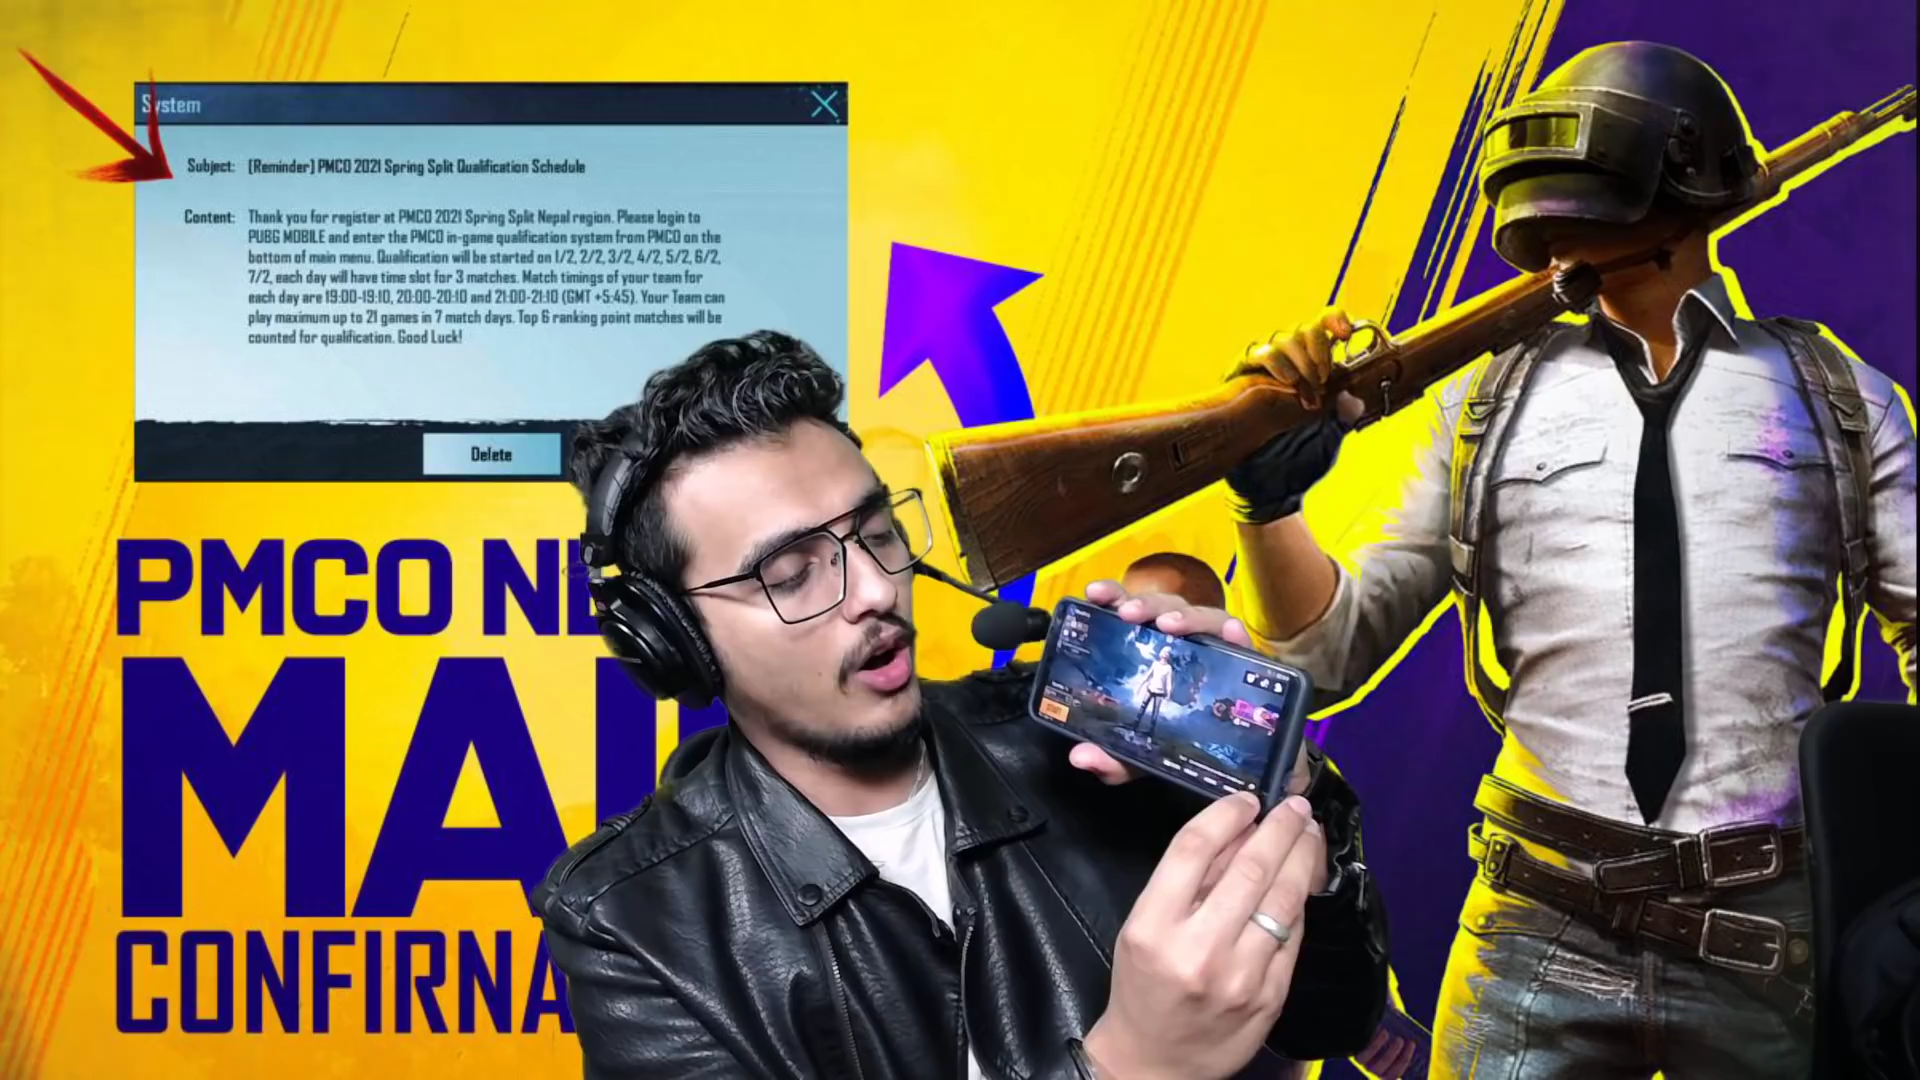 System
Subject: [Reminder] PMCO 2021 Spring Split Qualification Schedule
Content: Thank you for register at PMCO 2021 Spring Split Nepal region. Please login to
PUBG MOBILE and enter the PMCO in-game qualification system from PMCO on the
bottom of main menu. Qualification will be started on 1/2, 2/2, 3/2, 4/2, 5/2, 6/2,
7/2, each day will have time slot for 3 matches. Match timings of your team for
each day are 19:00-19:10, 20:00-20:10 and 21:00-21:10 (GMT +5:45). Your Team can
play maximum up to 21 games in 7 match days. Top 6 ranking point matches will be
counted for qualification. Good Luck!
Delete
PMCO NE
MAI
CONFIRNA
START